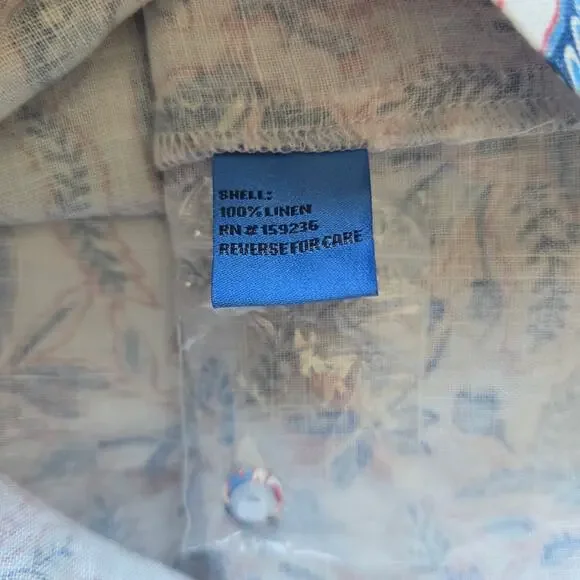 SHELL:
100% LINEN
RN # 159236
REVERSE FOR CARE